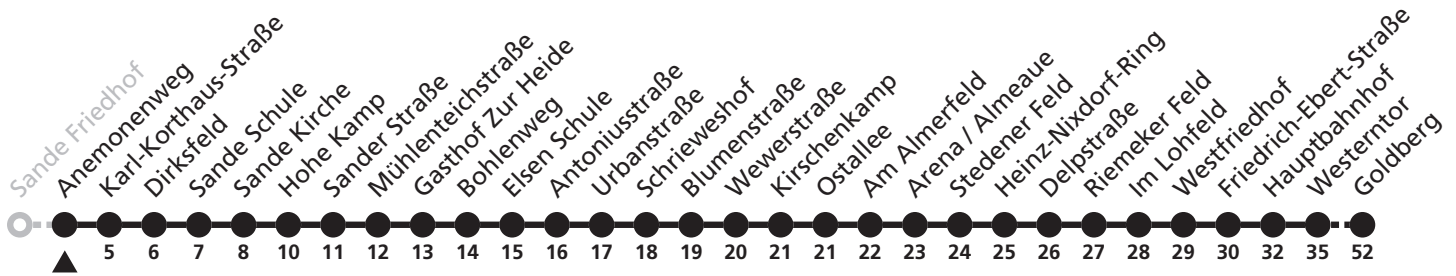 Sande Friedhof
Anemonenweg
Karl-Korthaus-Straße
Dirksfeld
Sande Schule
Sande Kirche
Hohe Kamp
Sander Straße
Mühlenteichstraße
Gasthof Zur Heide
Bohlenweg
Elsen Schule
Antoniusstraße
Urbanstraße
Schrieweshof
Blumenstraße
Wewerstraße
Kirschenkamp
Ostallee
Am Almerfeld
Arena / Almeaue
Stedener Feld
Heinz-Nixdorf-Ring
Delpstraße
Riemeker Feld
Im Lohfeld
Westfriedhof
Friedrich-Ebert-Straße
Hauptbahnhof
Westerntor
Goldberg
5 6 7 8 10 11 12 13 14 15 16 17 18 19 20 21 21 22 23 24 25 26 27 28 29 30 32 35 52